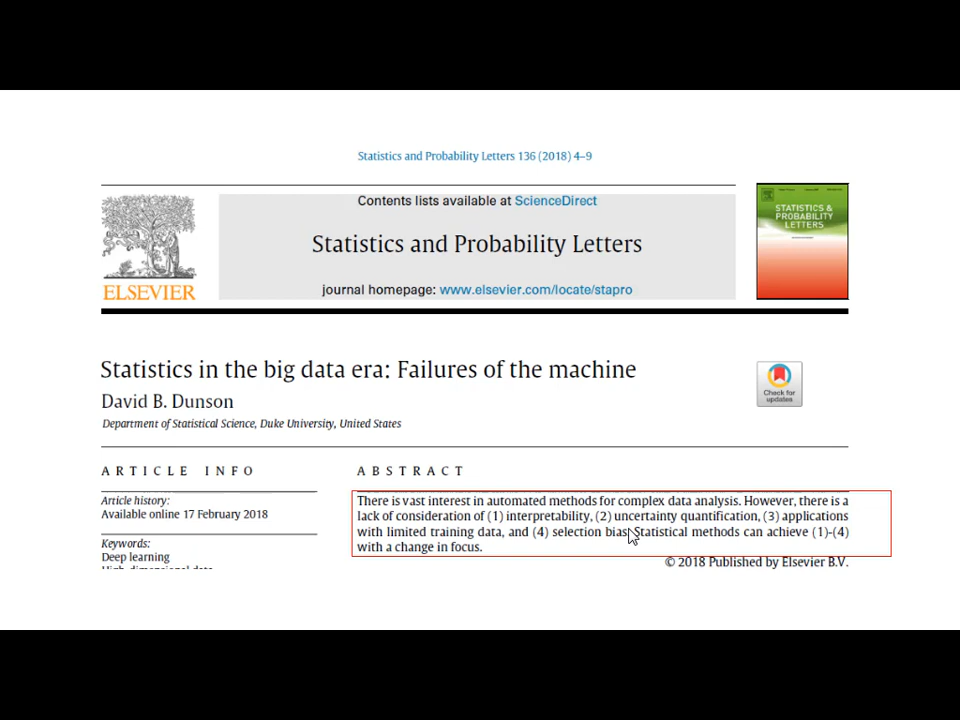 Statistics and Probability Letters 136 (2018) 4–9
Contents lists available at ScienceDirect
Statistics and Probability Letters
journal homepage: www.elsevier.com/locate/stapro
ELSEVIER
STATISTICS &
PROBABILITY
LETTERS
Statistics in the big data era: Failures of the machine
David B. Dunson
Department of Statistical Science, Duke University, United States
Check for
updates
ARTICLE INFO
Article history:
Available online 17 February 2018
Keywords:
Deep learning
ABSTRACT
There is vast interest in automated methods for complex data analysis. However, there is a
lack of consideration of (1) interpretability, (2) uncertainty quantification, (3) applications
with limited training data, and (4) selection bias. Statistical methods can achieve (1)-(4)
with a change in focus.
© 2018 Published by Elsevier B.V.